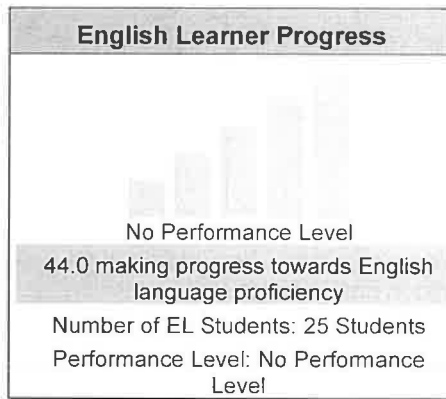 English Learner Progress
No Performance Level
44.0 making progress towards English
language proficiency
Number of EL Students: 25 Students
Performance Level: No Performance
Level